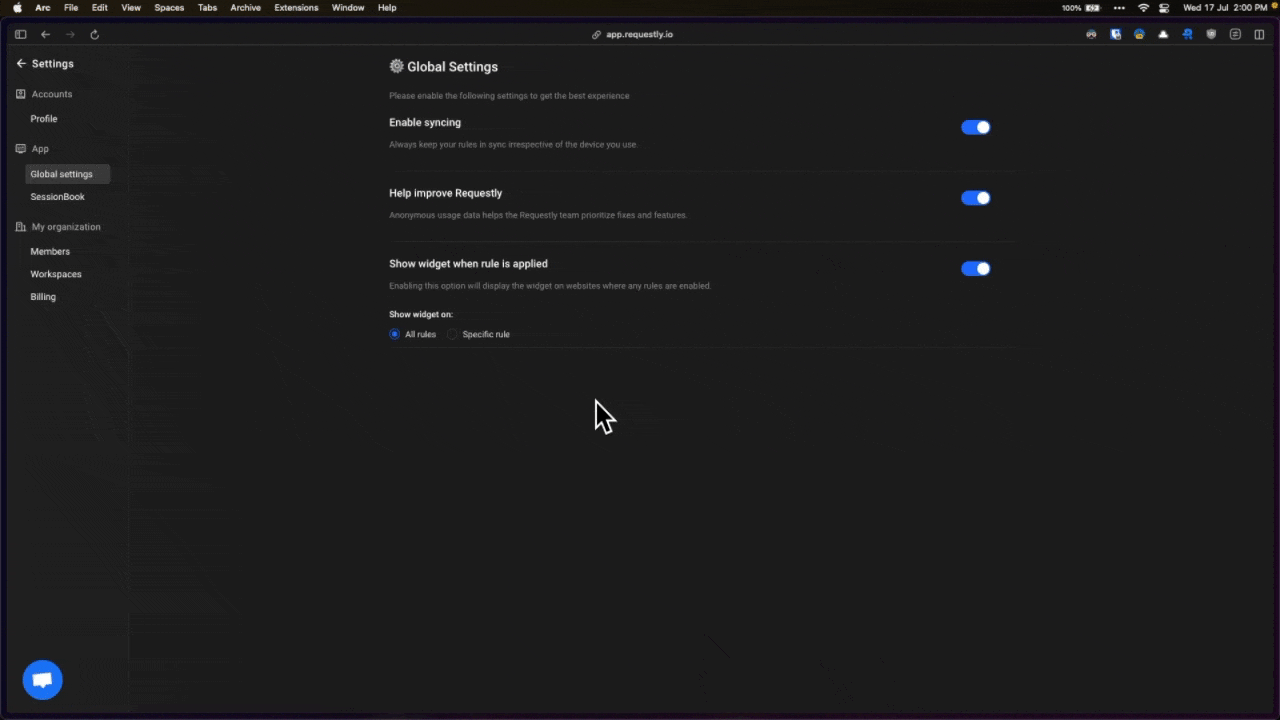 Arc File Edit View Spaces Tabs Archive Extensions Window Help 100% Wed 17 Jul 2:00 PM
app.requestly.io
Settings
Accounts
Profile
App
Global settings
SessionBook
My organization
Members
Workspaces
Billing
Global Settings
Please enable the following settings to get the best experience
Enable syncing
Always keep your rules in sync irrespective of the device you use.
Help improve Requestly
Anonymous usage data helps the Requestly team prioritize fixes and features.
Show widget when rule is applied
Enabling this option will display the widget on websites where any rules are enabled.
Show widget on:
All rules Specific rule